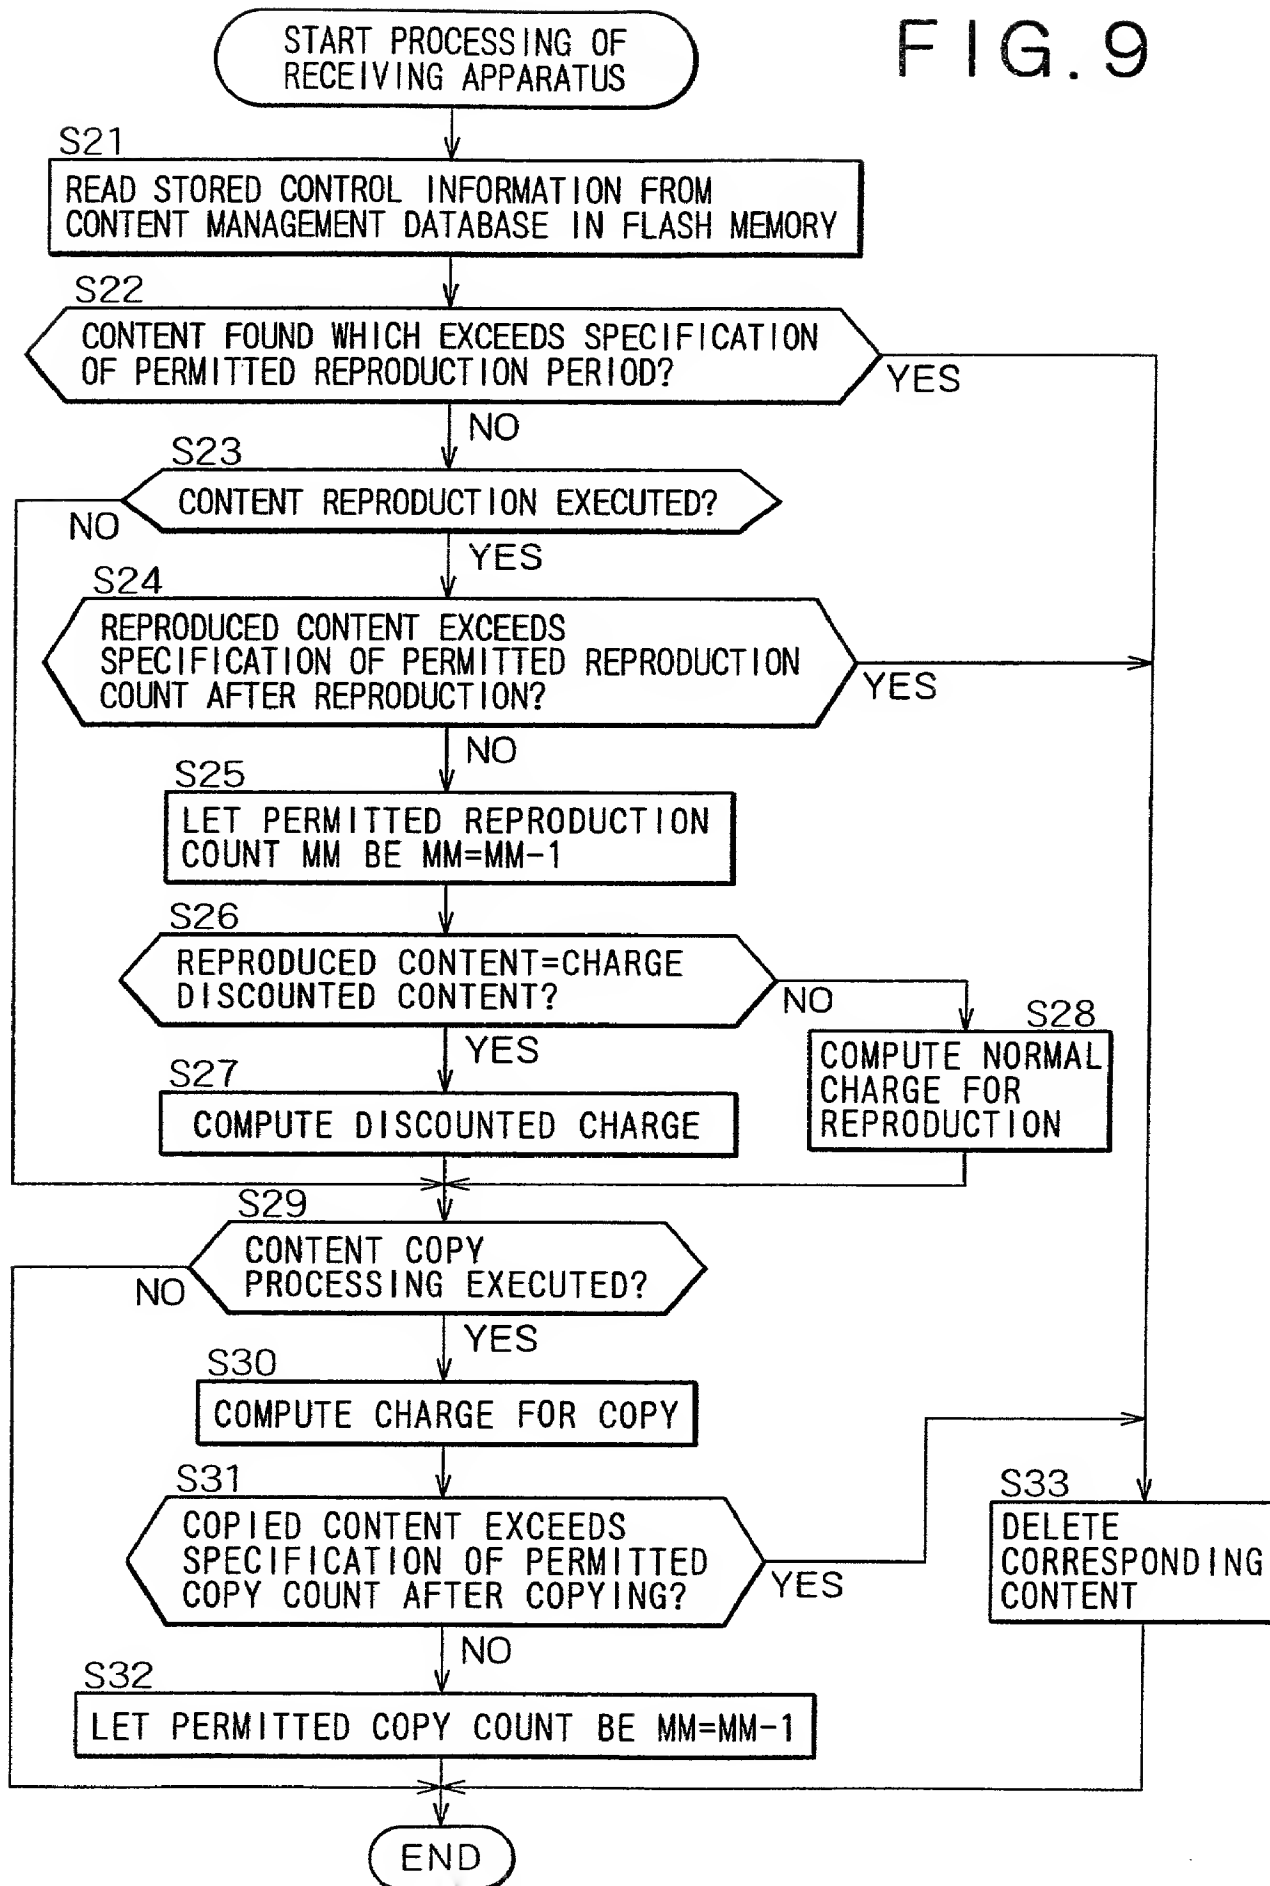 FIG.9
START PROCESSING OF
RECEIVING APPARATUS
S21
READ STORED CONTROL INFORMATION FROM
CONTENT MANAGEMENT DATABASE IN FLASH MEMORY
S22
CONTENT FOUND WHICH EXCEEDS SPECIFICATION
OF PERMITTED REPRODUCTION PERIOD?
YES
NO
S23
CONTENT REPRODUCTION EXECUTED?
NO
YES
S24
REPRODUCED CONTENT EXCEEDS
SPECIFICATION OF PERMITTED REPRODUCTION
COUNT AFTER REPRODUCTION?
YES
NO
S25
LET PERMITTED REPRODUCTION
COUNT MM BE MM=MM-1
S26
REPRODUCED CONTENT=CHARGE
DISCOUNTED CONTENT?
NO
YES
S28
COMPUTE NORMAL
CHARGE FOR
REPRODUCTION
S27
COMPUTE DISCOUNTED CHARGE
S29
CONTENT COPY
PROCESSING EXECUTED?
NO
YES
S30
COMPUTE CHARGE FOR COPY
S31
COPIED CONTENT EXCEEDS
SPECIFICATION OF PERMITTED
COPY COUNT AFTER COPYING?
YES
NO
S33
DELETE
CORRESPONDING
CONTENT
S32
LET PERMITTED COPY COUNT BE MM=MM-1
END